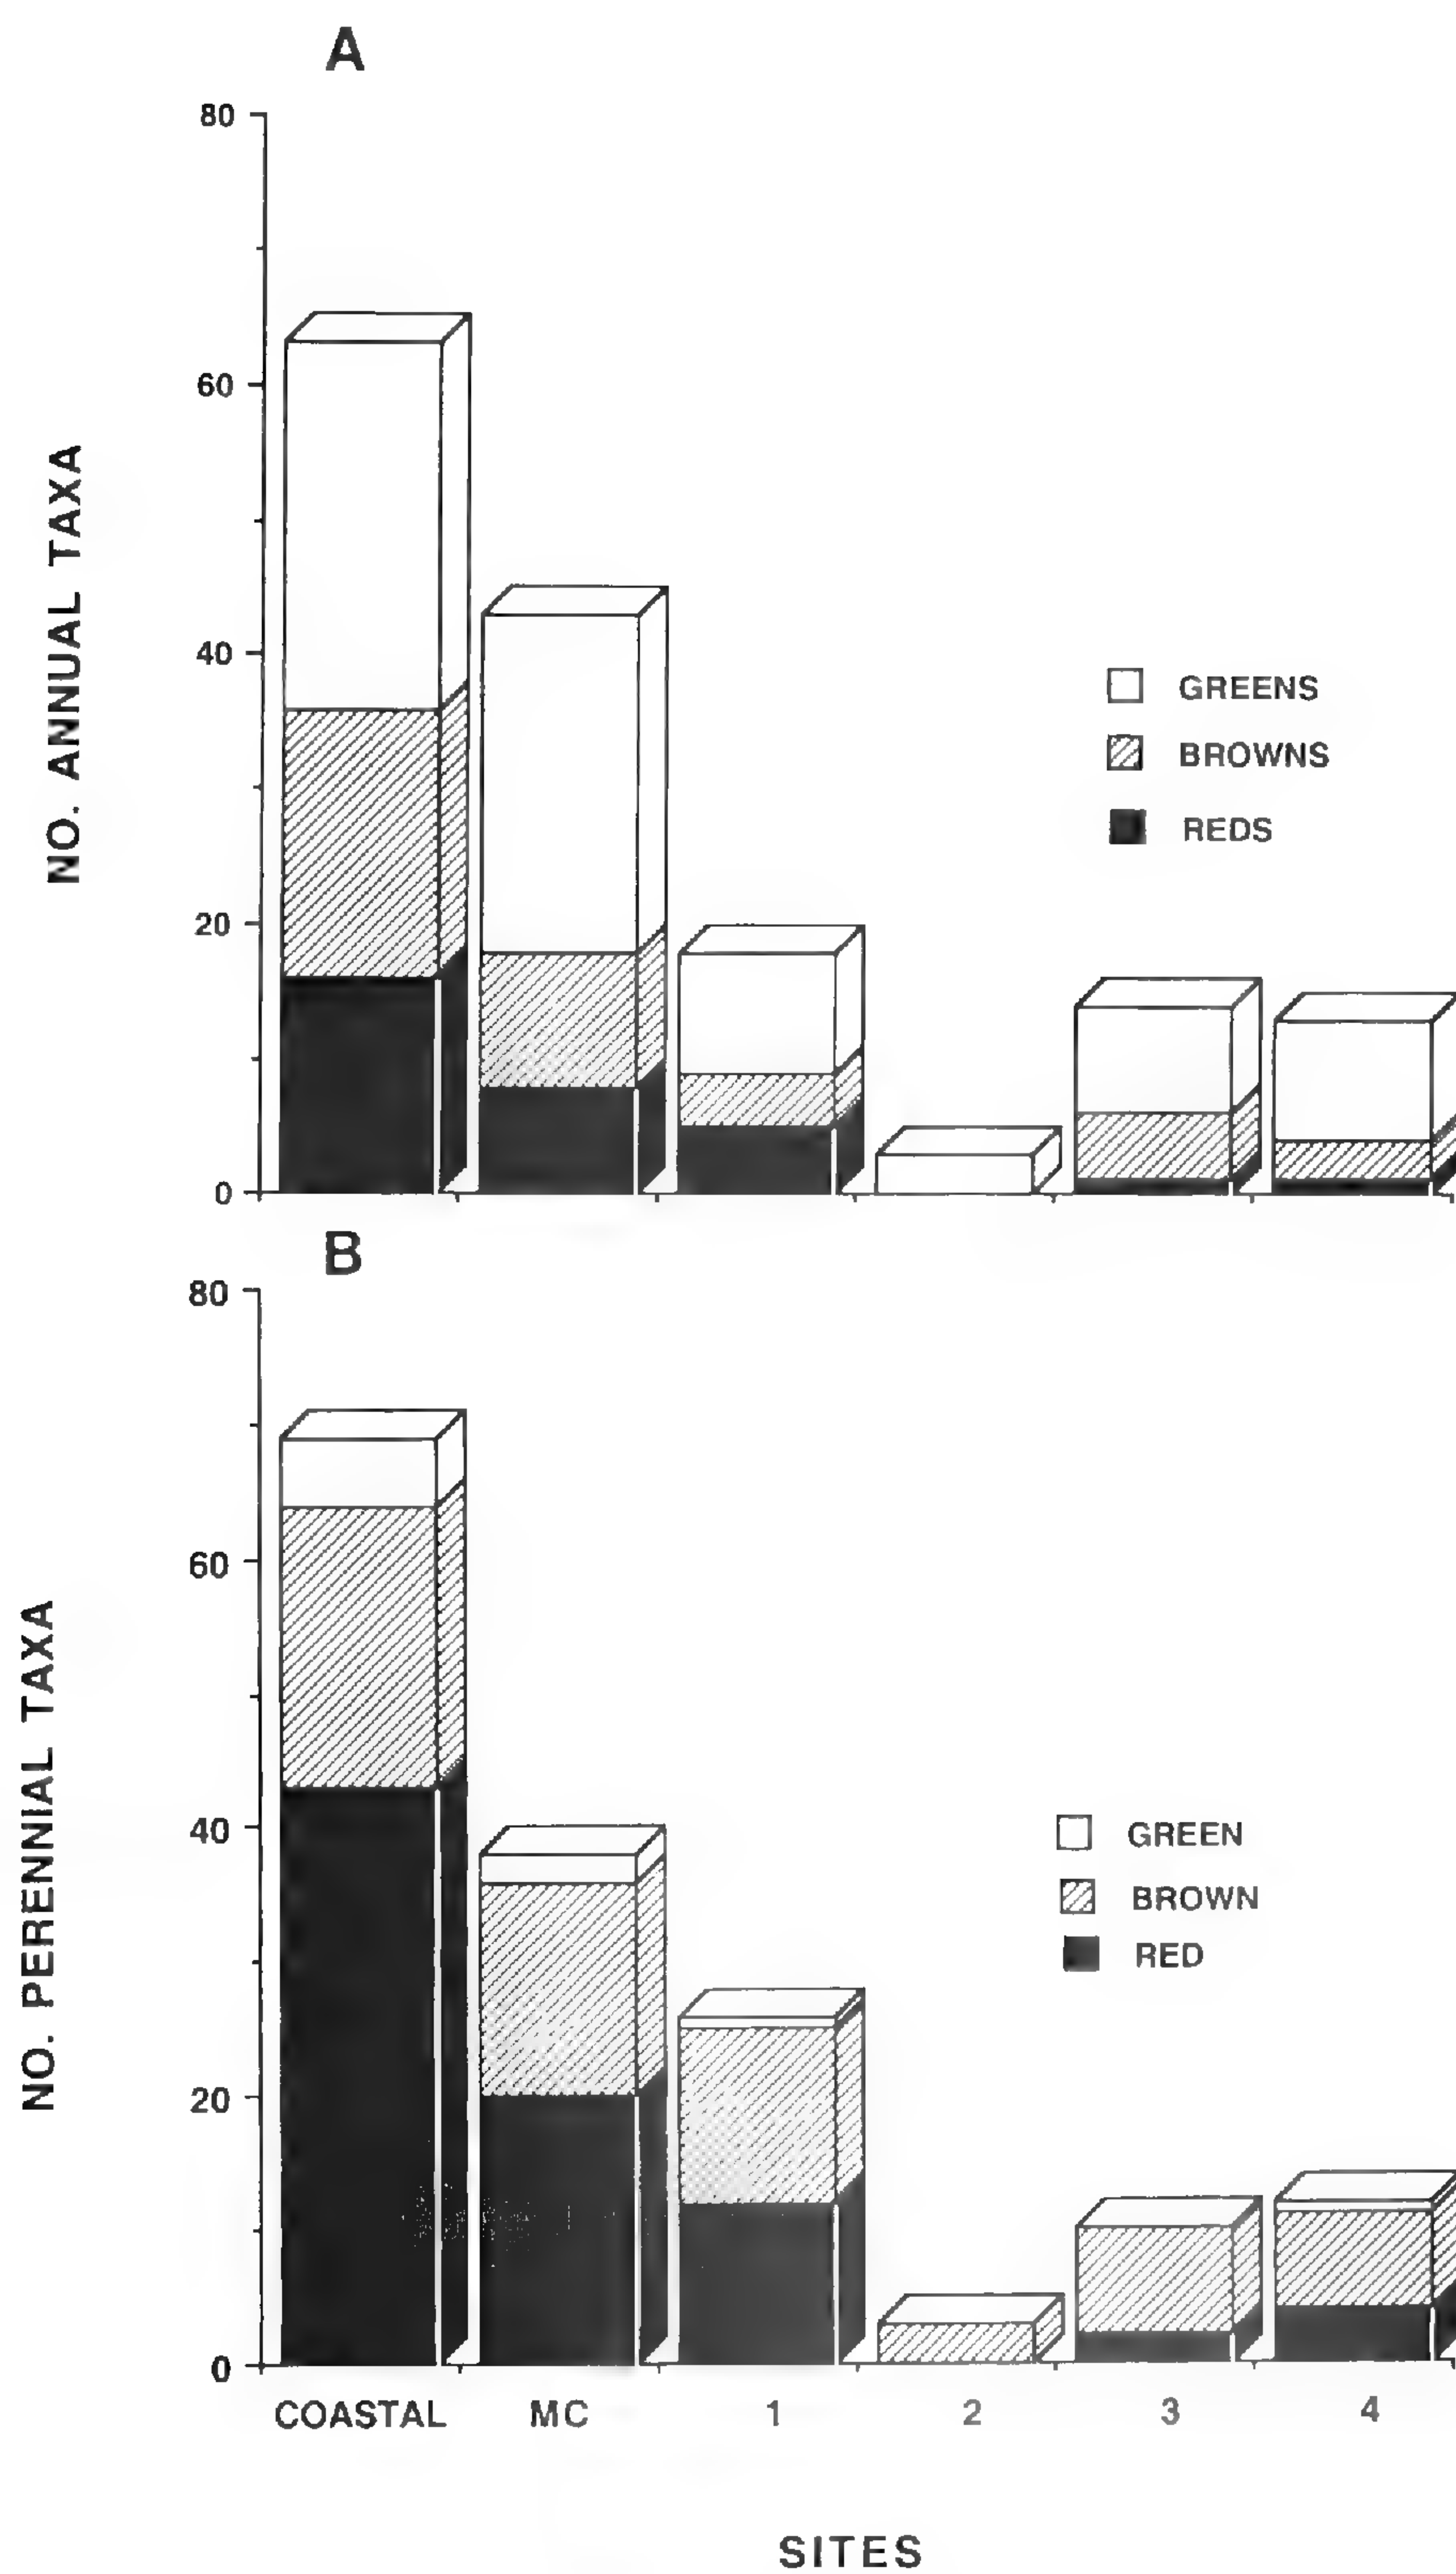 A
80
60
40
20
0
NO. ANNUAL TAXA
GREENS
BROWNS
REDS
B
80
60
40
20
0
NO. PERENNIAL TAXA
GREEN
BROWN
RED
COASTAL MC 1 2 3 4
SITES